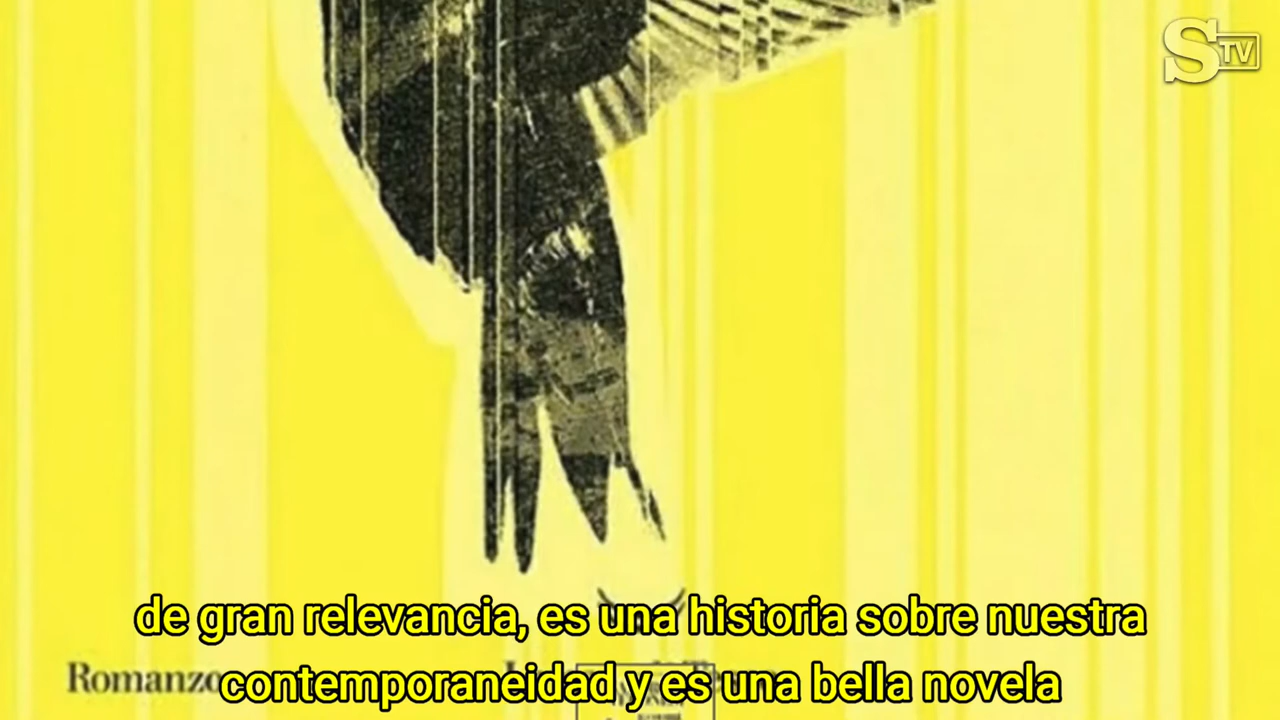 STV
de gran relevancia, es una historia sobre nuestra
Romanzo
contemporaneidad y es una bella novela